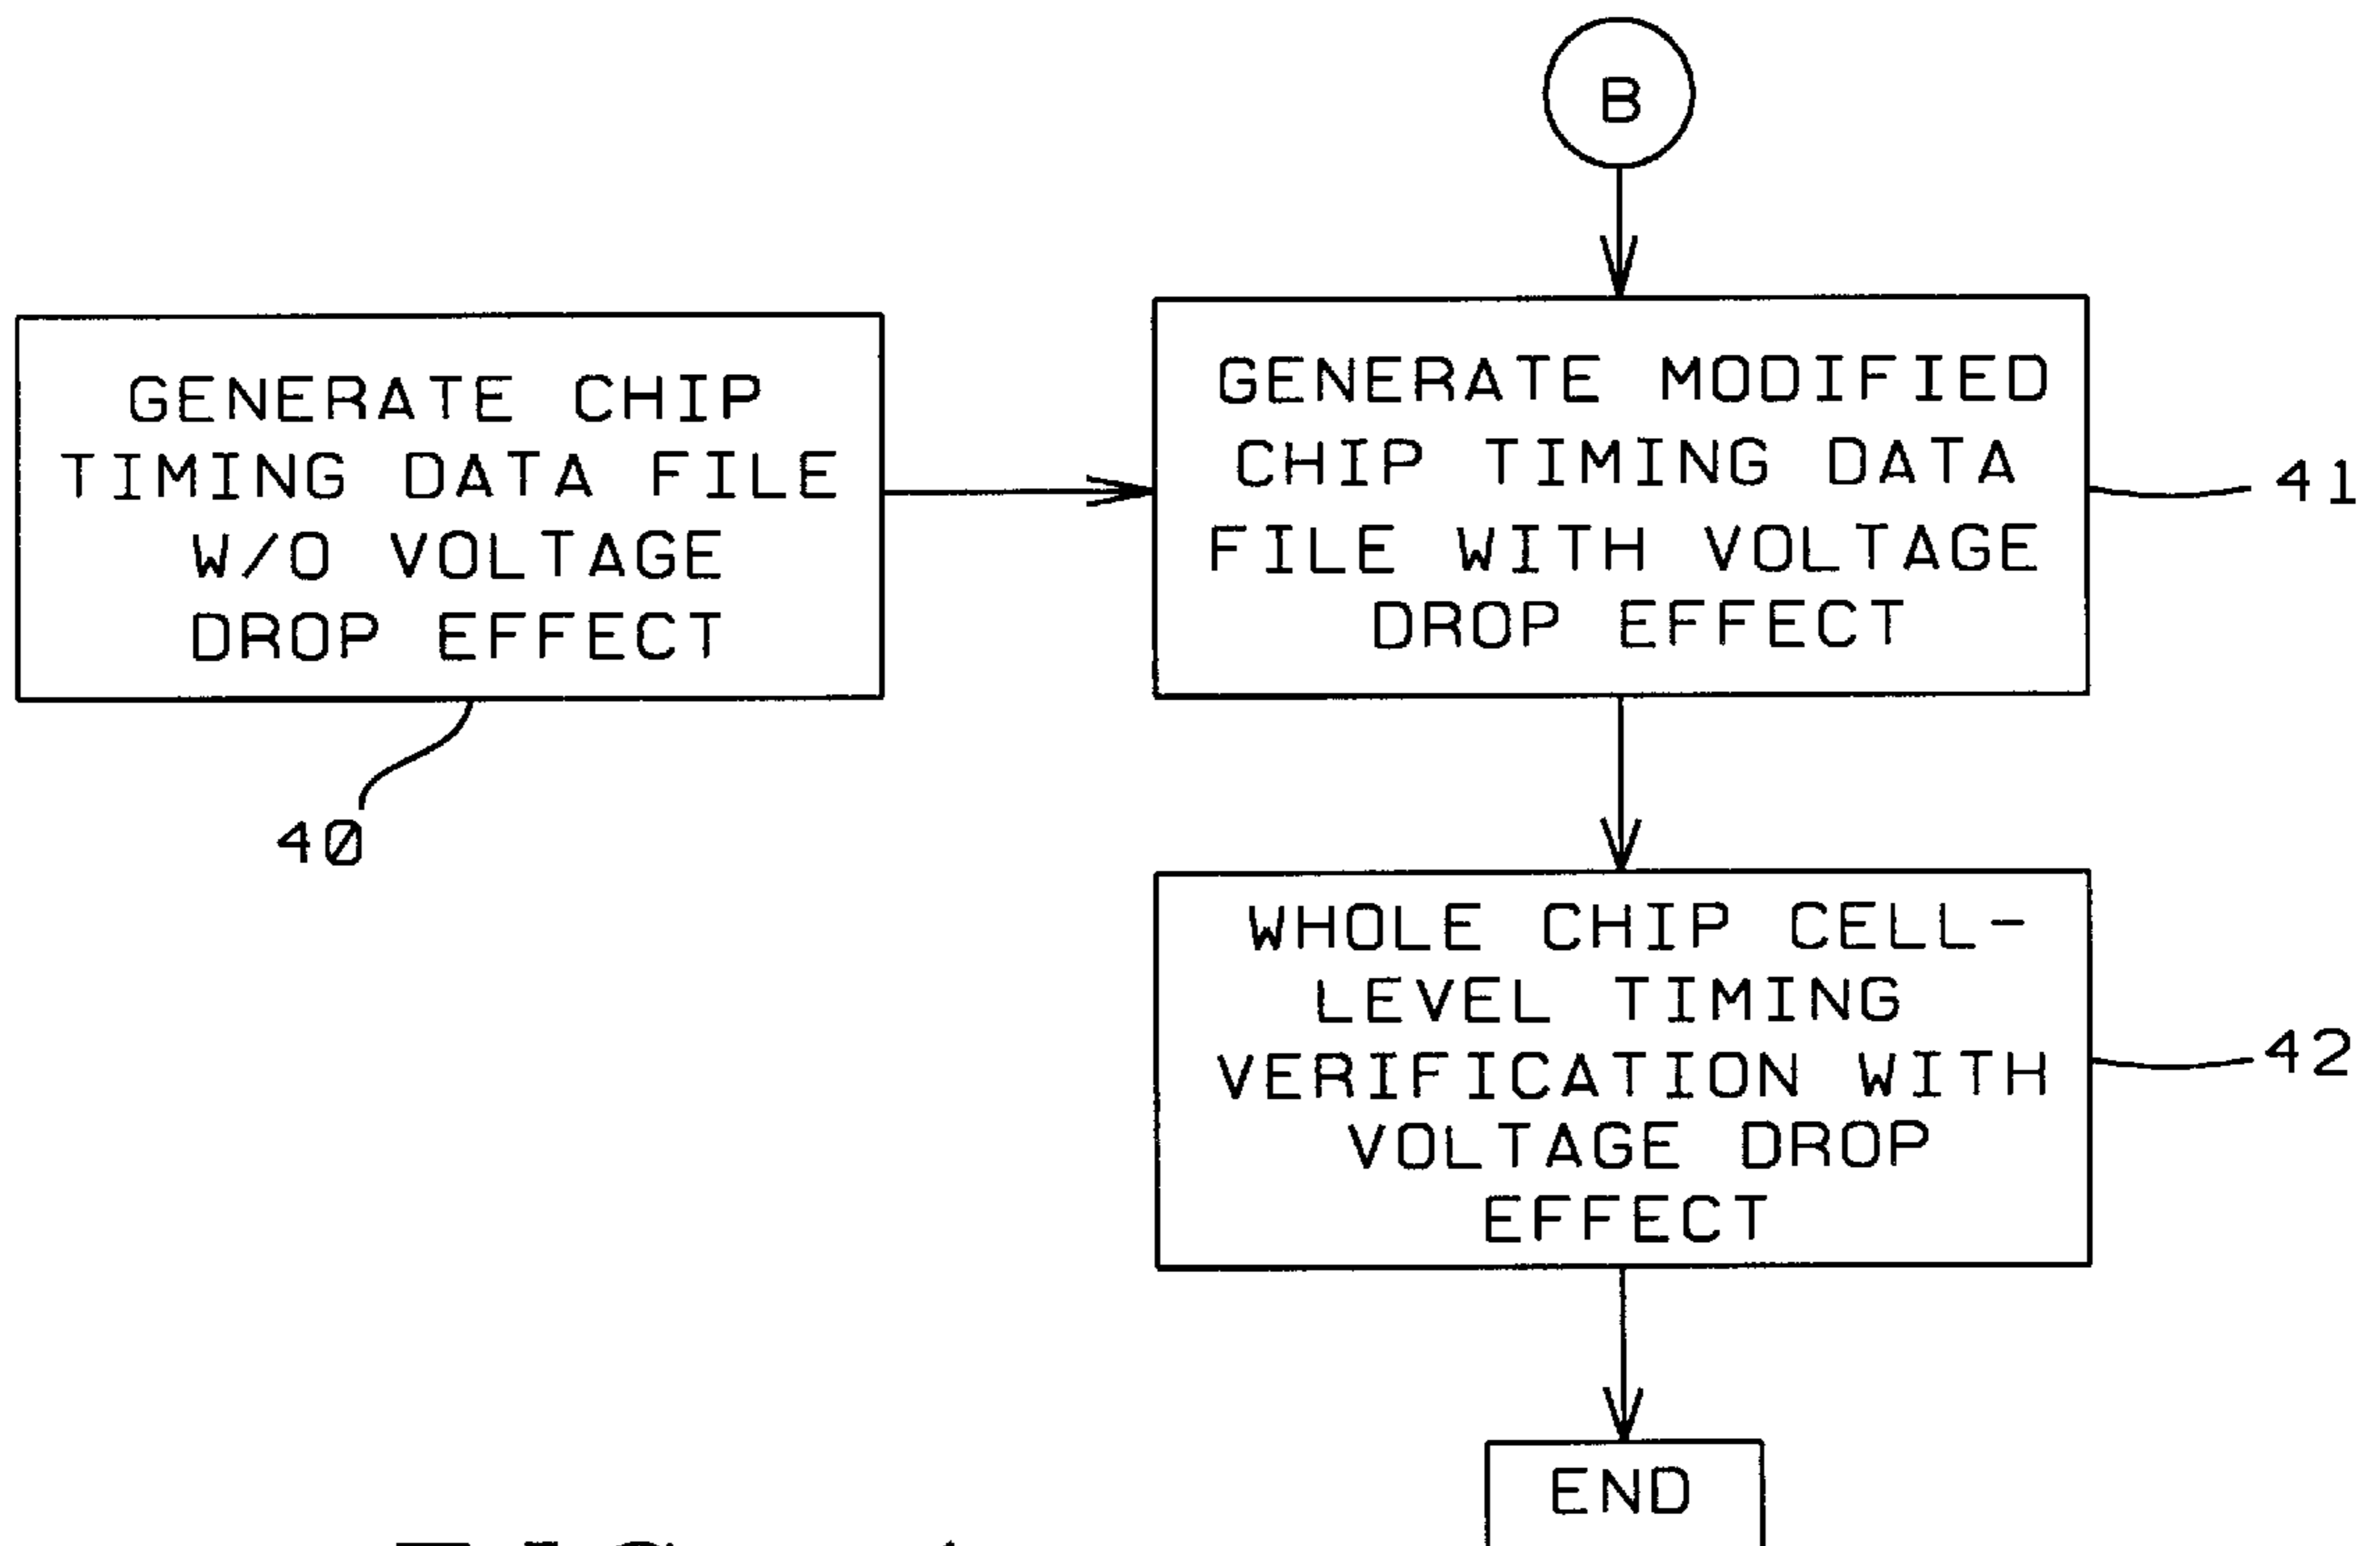 B
GENERATE CHIP
TIMING DATA FILE
W/O VOLTAGE
DROP EFFECT
40
GENERATE MODIFIED
CHIP TIMING DATA
FILE WITH VOLTAGE
DROP EFFECT
41
WHOLE CHIP CELL-
LEVEL TIMING
VERIFICATION WITH
VOLTAGE DROP
EFFECT
42
END